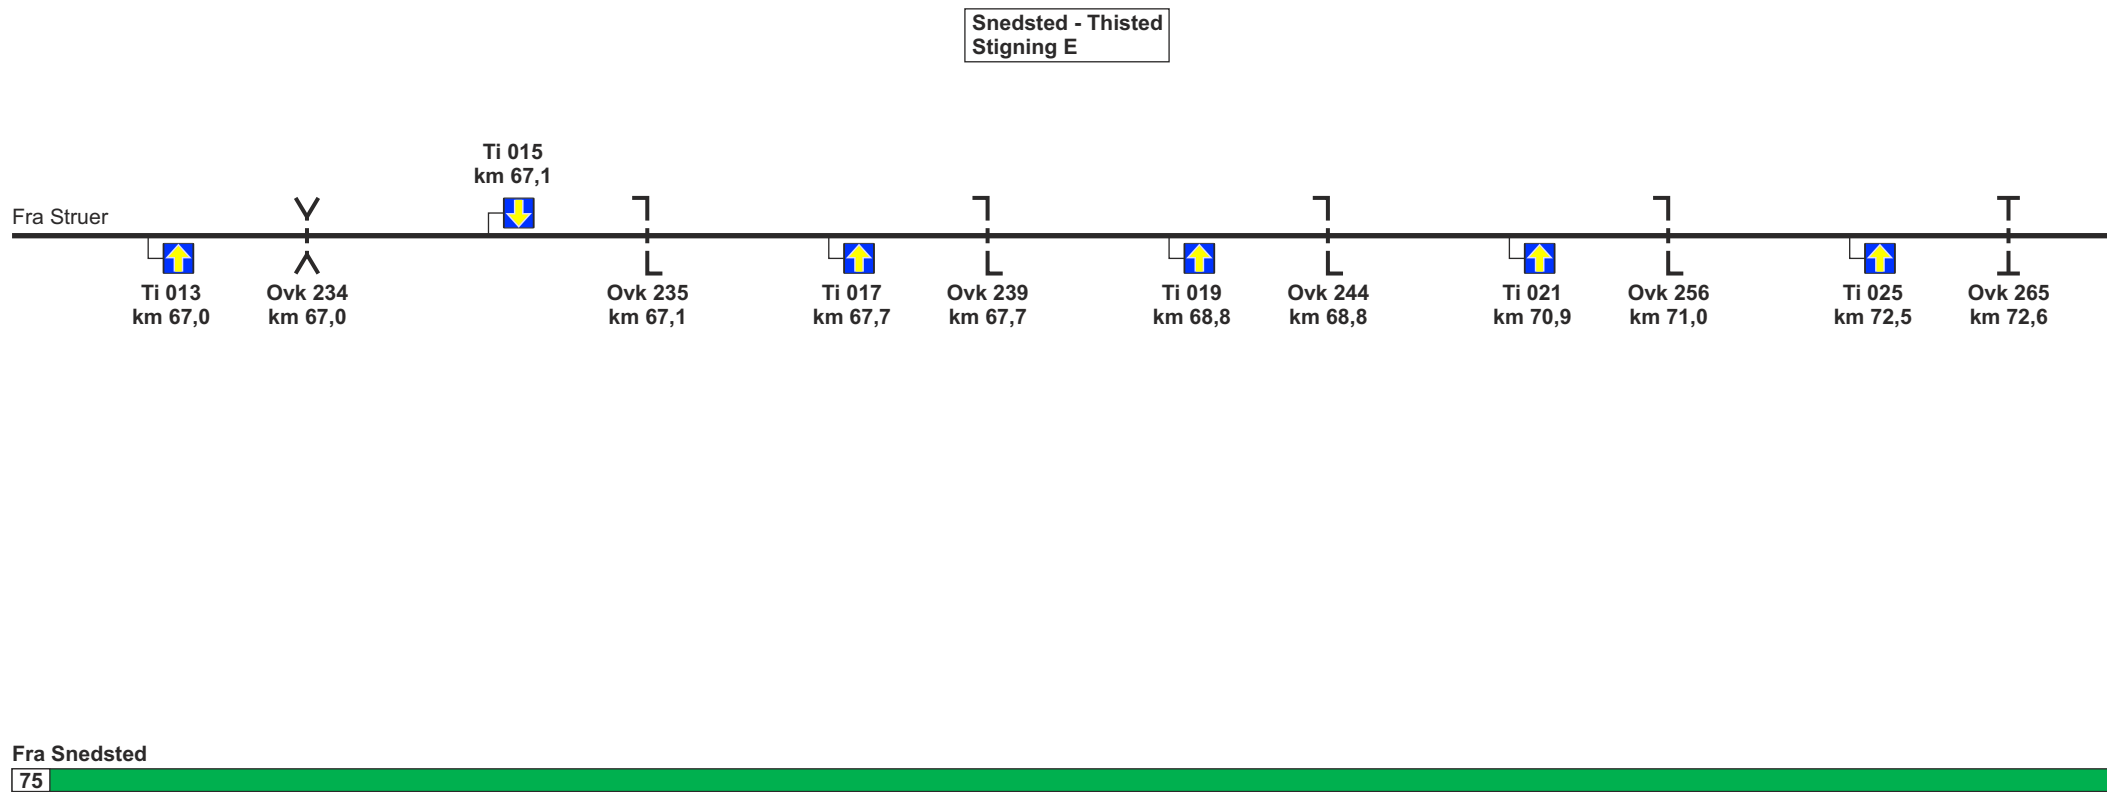 Snedsted - Thisted
Stigning E
Ti 015
km 67,1
Fra Struer
Ti 013
km 67,0
Ovk 234
km 67,0
Ovk 235
km 67,1
Ti 017
km 67,7
Ovk 239
km 67,7
Ti 019
km 68,8
Ovk 244
km 68,8
Ti 021
km 70,9
Ovk 256
km 71,0
Ti 025
km 72,5
Ovk 265
km 72,6
Fra Snedsted
75